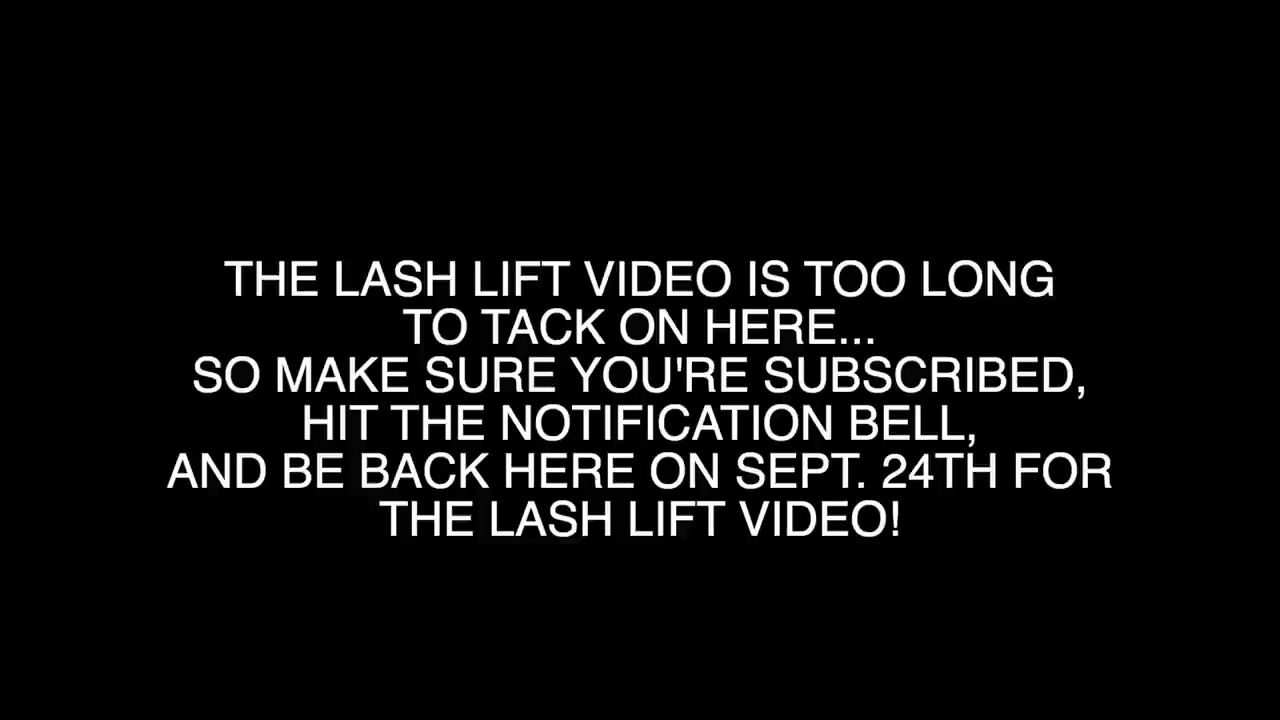 THE LASH LIFT VIDEO IS TOO LONG
TO TACK ON HERE...
SO MAKE SURE YOU'RE SUBSCRIBED,
HIT THE NOTIFICATION BELL,
AND BE BACK HERE ON SEPT. 24TH FOR
THE LASH LIFT VIDEO!